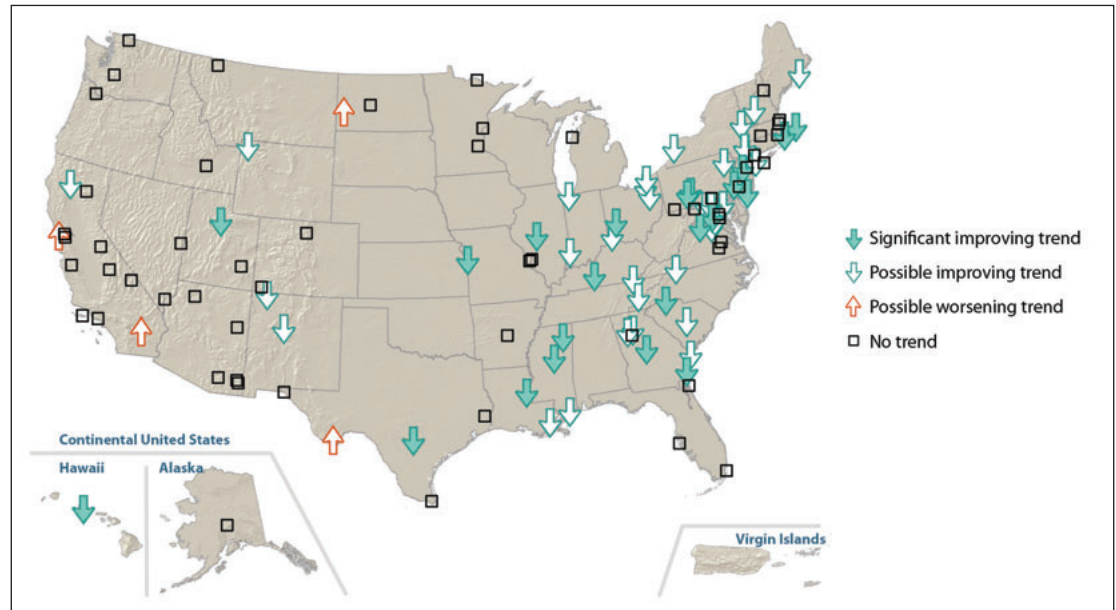 Significant improving trend
Possible improving trend
Possible worsening trend
No trend
Continental United States
Hawaii
Alaska
Virgin Islands